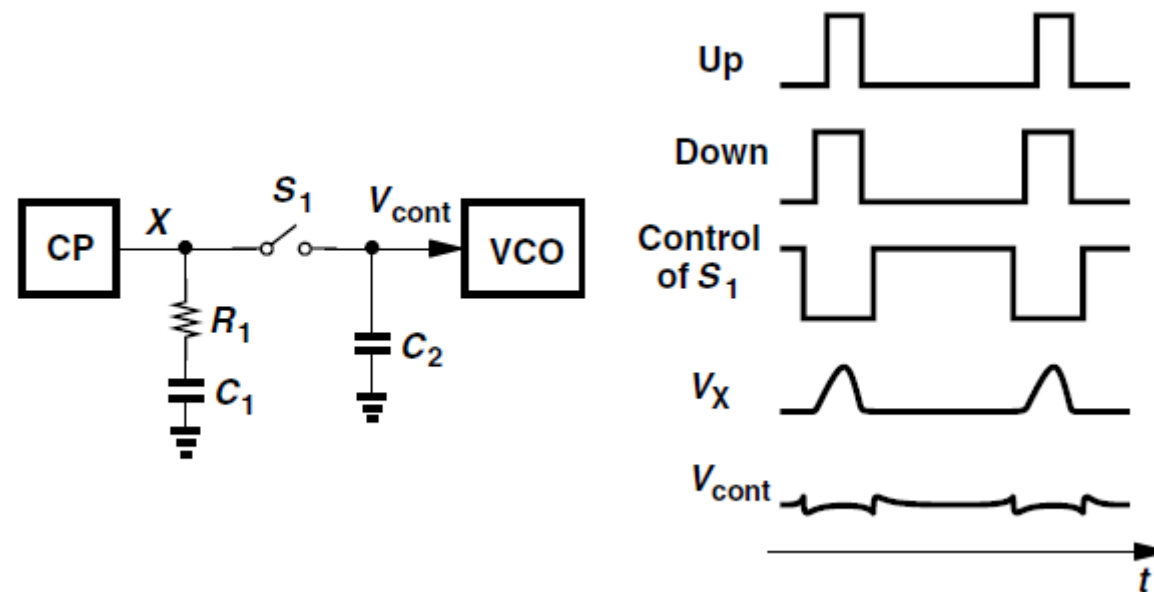 CP
X
S1
Vcont
VCO
R1
C1
C2
Up
Down
Control
of S1
VX
Vcont
t